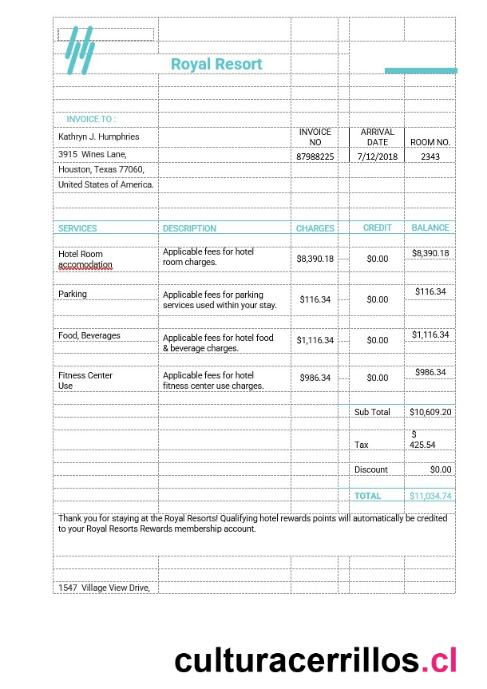 Royal Resort
INVOICE TO :
Kathryn J. Humphries
3915 Wines Lane,
Houston, Texas 77060,
United States of America.
INVOICE NO
ARRIVAL DATE
ROOM NO.
87988225
7/12/2018
2343
SERVICES DESCRIPTION CHARGES CREDIT BALANCE
Hotel Room
accomodation
Applicable fees for hotel
room charges.
$8,390.18 $0.00 $8,390.18
Parking
Applicable fees for parking
services used within your stay.
$116.34 $0.00 $116.34
Food, Beverages
Applicable fees for hotel food
& beverage charges.
$1,116.34 $0.00 $1,116.34
Fitness Center
Use
Applicable fees for hotel
fitness center use charges.
$986.34 $0.00 $986.34
Sub Total $10,609.20
Tax $ 425.54
Discount $0.00
TOTAL $11,034.74
Thank you for staying at the Royal Resorts! Qualifying hotel rewards points will automatically be credited
to your Royal Resorts Rewards membership account.
1547 Village View Drive,
culturacerrillos.cl